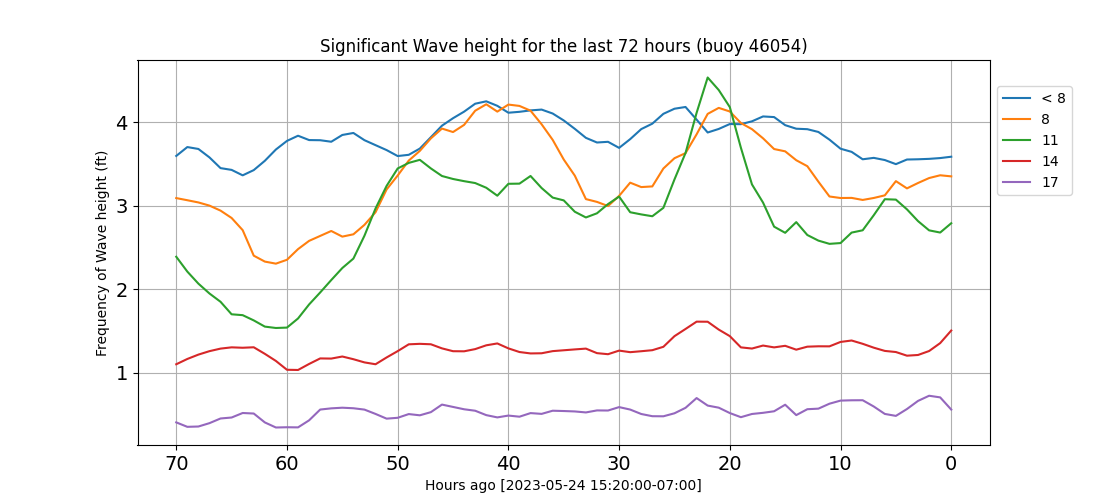 Significant Wave height for the last 72 hours (buoy 46054)
Frequency of Wave height (ft)
4
3
2
1
70 60 50 40 30 20 10 0
Hours ago [2023-05-24 15:20:00-07:00]
< 8
8
11
14
17